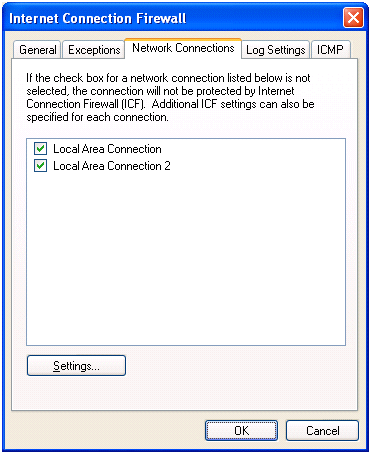 Internet Connection Firewall
General Exceptions Network Connections Log Settings ICMP
If the check box for a network connection listed below is not
selected, the connection will not be protected by Internet
Connection Firewall (ICF). Additional ICF settings can also be
specified for each connection.
Local Area Connection
Local Area Connection 2
Settings...
OK Cancel